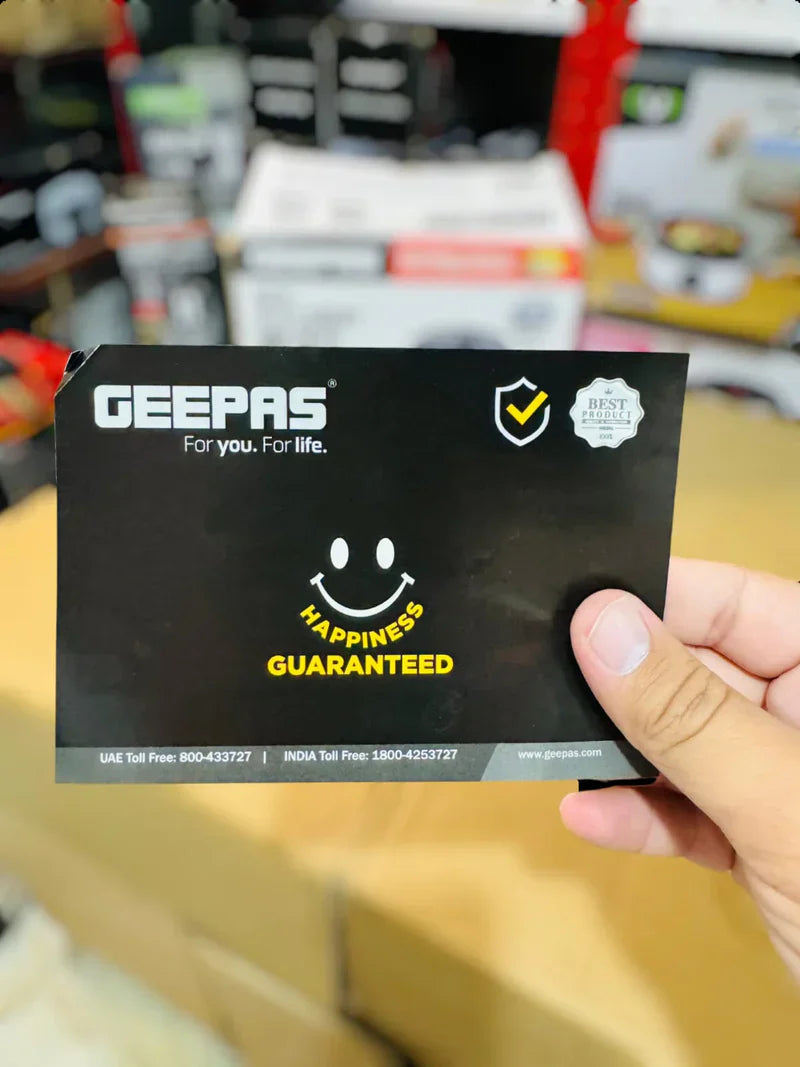 GEEPAS®
For you. For life.
BEST
PRODUCT
HAPPINESS
GUARANTEED
UAE Toll Free: 800-433727 | INDIA Toll Free: 1800-4253727
www.geepas.com